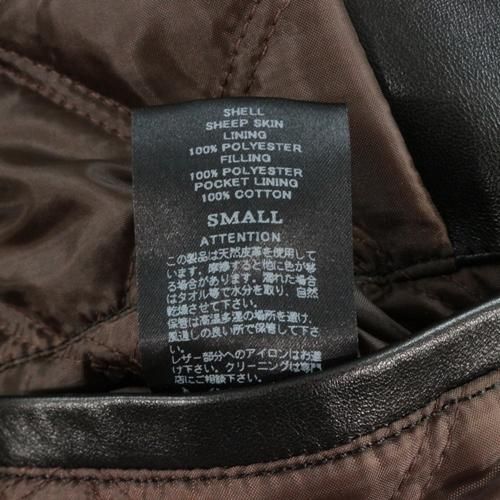 SHELL
SHEEP SKIN
LINING
100% POLYESTER
FILLING
100% POLYESTER
POCKET LINING
100% COTTON
SMALL
ATTENTION
この製品は天然皮革を使用して
います。摩擦すると他に色が移
る場合があります。濡れた場合
はタオル等で水分を取り、自然
乾燥させて下さい。
保管は高温多湿の場所を避け、
風通しの良い所で保管して下さ
い。
レザー部分へのアイロンはお避
け下さい。クリーニングは専門
店にご相談下さい。